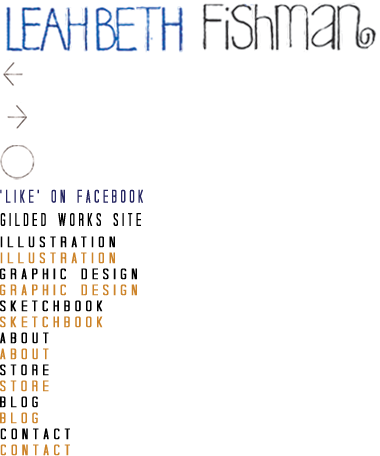 LEAHBETH FiSHMAN
'LIKE' ON FACEBOOK
GILDED WORKS SITE
ILLUSTRATION
ILLUSTRATION
GRAPHIC DESIGN
GRAPHIC DESIGN
SKETCHBOOK
SKETCHBOOK
ABOUT
ABOUT
STORE
STORE
BLOG
BLOG
CONTACT
CONTACT